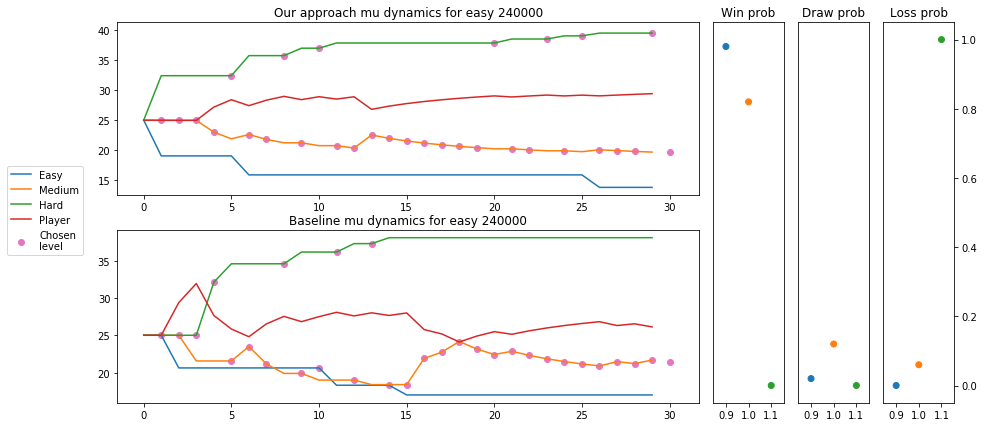 Our approach mu dynamics for easy 240000
Win prob
Draw prob
Loss prob
40
35
30
25
20
15
0 5 10 15 20 25 30
Easy
Medium
Hard
Player
Chosen
level
Baseline mu dynamics for easy 240000
35
30
25
20
0 5 10 15 20 25 30
0.9 1.0 1.1
0.9 1.0 1.1
0.9 1.0 1.1
1.0
0.8
0.6
0.4
0.2
0.0